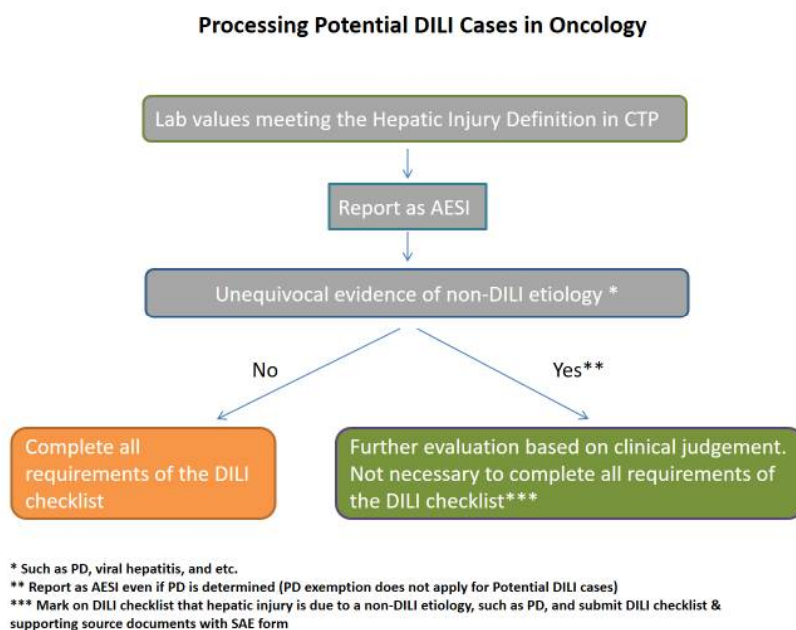 Processing Potential DILI Cases in Oncology
Lab values meeting the Hepatic Injury Definition in CTP
Report as AESI
Unequivocal evidence of non-DILI etiology *
No
Yes**
Complete all
requirements of the DILI
checklist
Further evaluation based on clinical judgement.
Not necessary to complete all requirements of
the DILI checklist***
* Such as PD, viral hepatitis, and etc.
** Report as AESI even if PD is determined (PD exemption does not apply for Potential DILI cases)
*** Mark on DILI checklist that hepatic injury is due to a non-DILI etiology, such as PD, and submit DILI checklist &
supporting source documents with SAE form